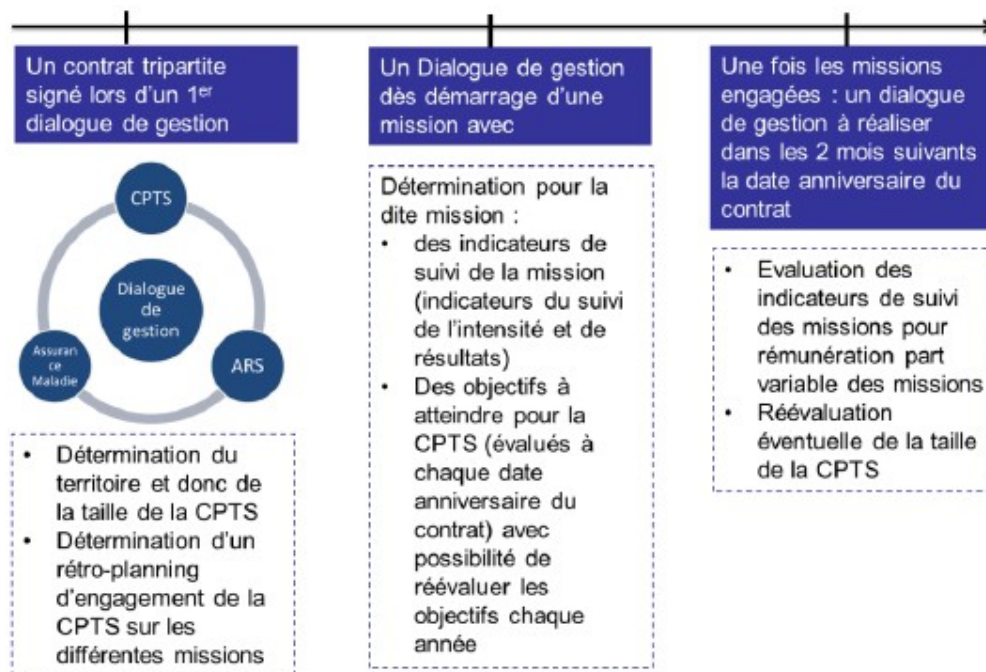 Un contrat tripartite
signé lors d'un 1er
dialogue de gestion
CPTS
Dialogue
de
gestion
Assuran
ce
Maladie
ARS
• Détermination du
territoire et donc de
la taille de la CPTS
• Détermination d'un
rétro-planning
d'engagement de la
CPTS sur les
différentes missions
Un Dialogue de gestion
dès démarrage d'une
mission avec
Détermination pour la
dite mission :
• des indicateurs de
suivi de la mission
(indicateurs du suivi
de l'intensité et de
résultats)
• Des objectifs à
atteindre pour la
CPTS (évalués à
chaque date
anniversaire du
contrat) avec
possibilité de
réévaluer les
objectifs chaque
année
Une fois les missions
engagées : un dialogue
de gestion à réaliser
dans les 2 mois suivants
la date anniversaire du
contrat
• Evaluation des
indicateurs de suivi
des missions pour
rémunération part
variable des missions
• Réévaluation
éventuelle de la taille
de la CPTS